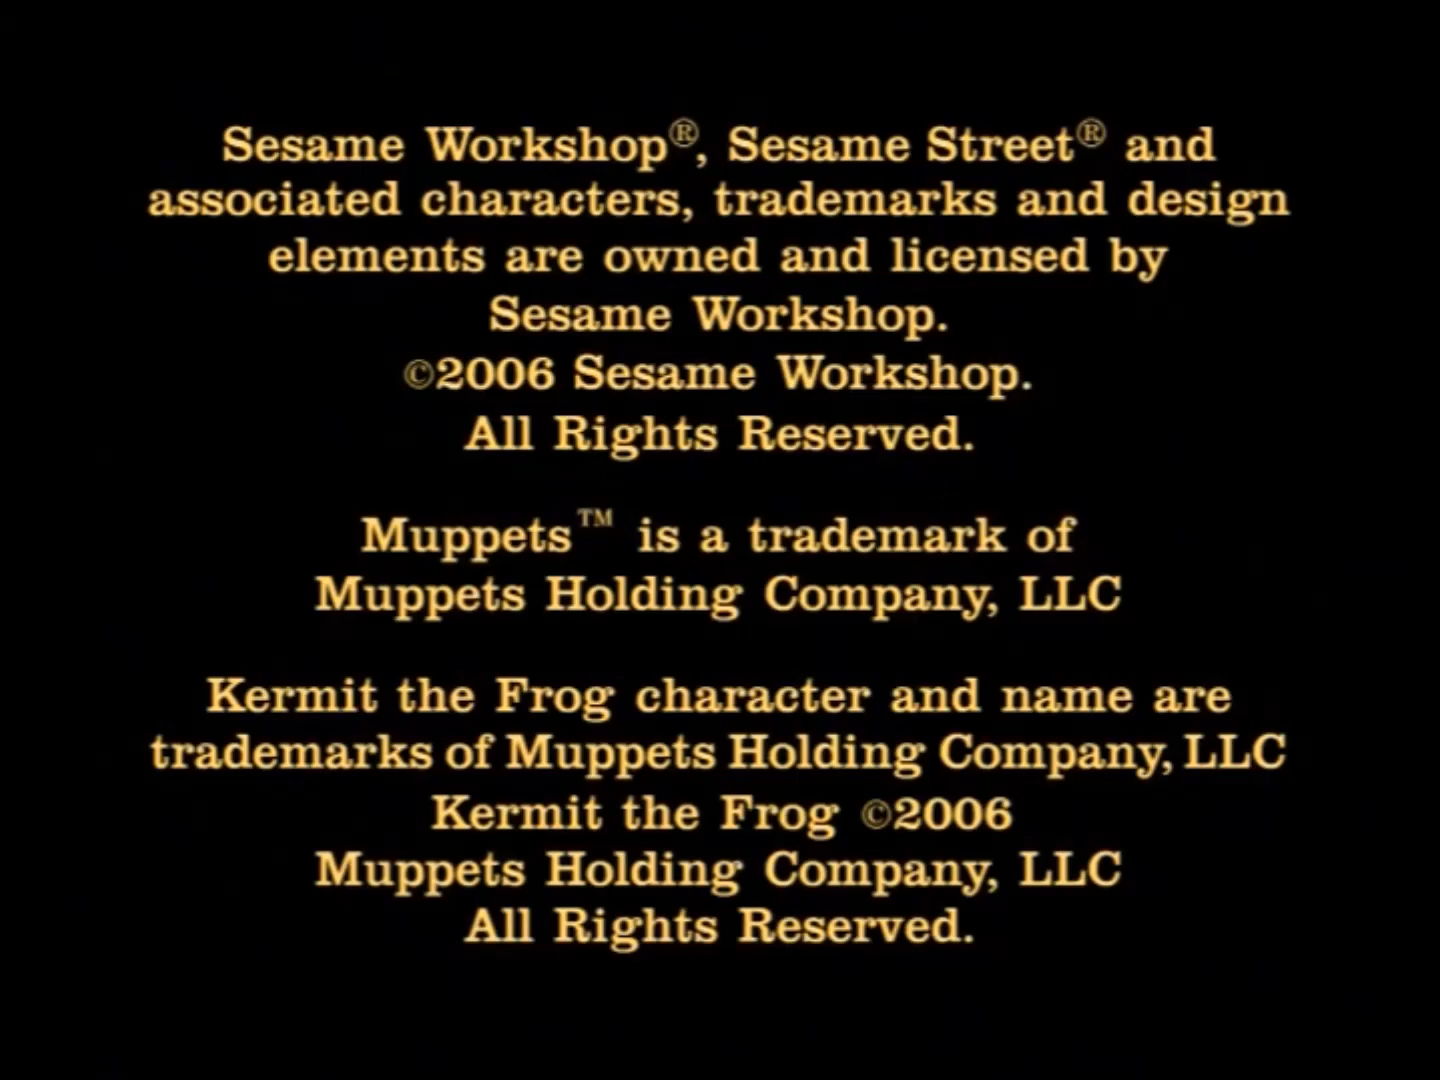 Sesame Workshop®, Sesame Street® and
associated characters, trademarks and design
elements are owned and licensed by
Sesame Workshop.
©2006 Sesame Workshop.
All Rights Reserved.
Muppets™ is a trademark of
Muppets Holding Company, LLC
Kermit the Frog character and name are
trademarks of Muppets Holding Company, LLC
Kermit the Frog ©2006
Muppets Holding Company, LLC
All Rights Reserved.